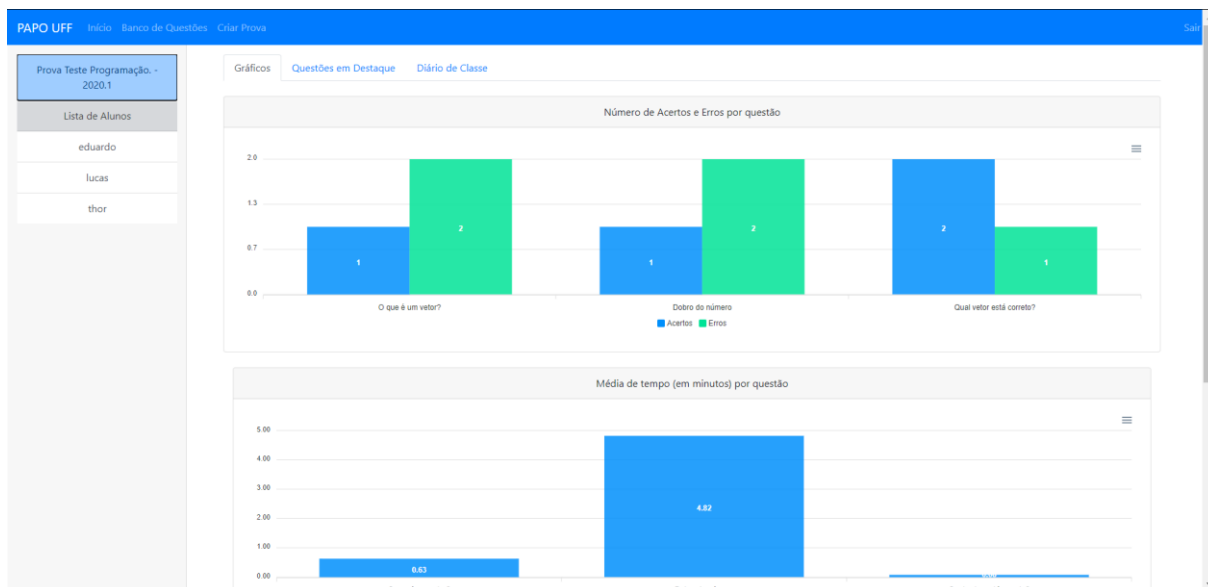 PAPO UFF Início Banco de Questões Criar Prova Sair
Prova Teste Programação. -
2020.1
Lista de Alunos
eduardo
lucas
thor
Gráficos Questões em Destaque Diário de Classe
Número de Acertos e Erros por questão
2.0
1.3
0.7
0.0
1
2
1
2
2
1
O que é um vetor? Dobro do número Qual vetor está correto?
Acertos Erros
Média de tempo (em minutos) por questão
5.00
4.00
3.00
2.00
1.00
0.00
0.63
4.82